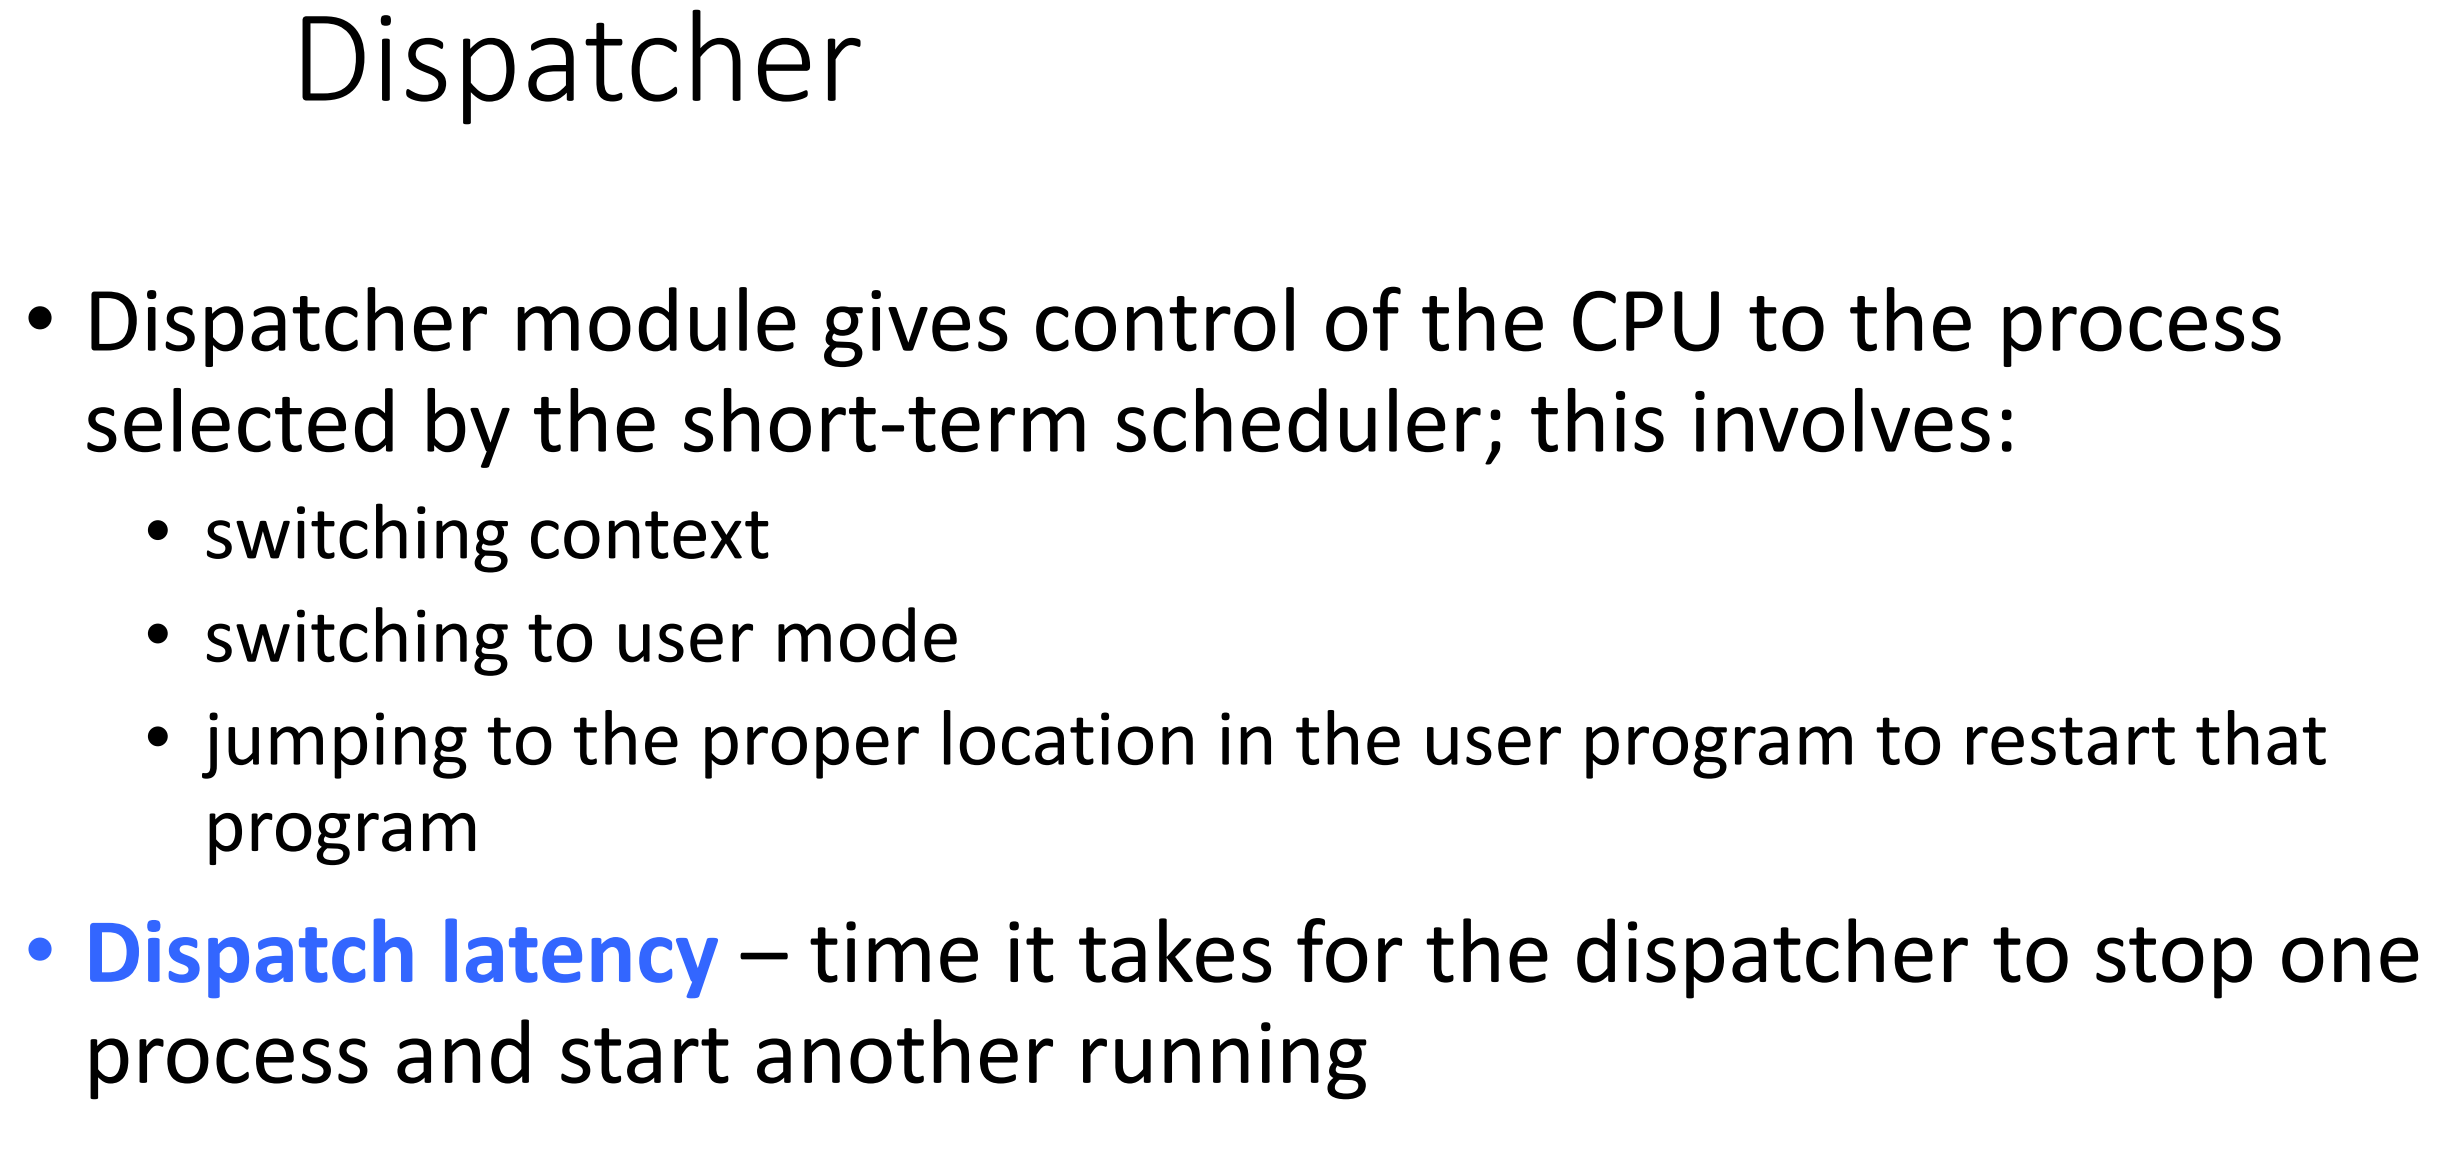 Dispatcher
• Dispatcher module gives control of the CPU to the process
selected by the short-term scheduler; this involves:
• switching context
• switching to user mode
• jumping to the proper location in the user program to restart that
program
• Dispatch latency – time it takes for the dispatcher to stop one
process and start another running